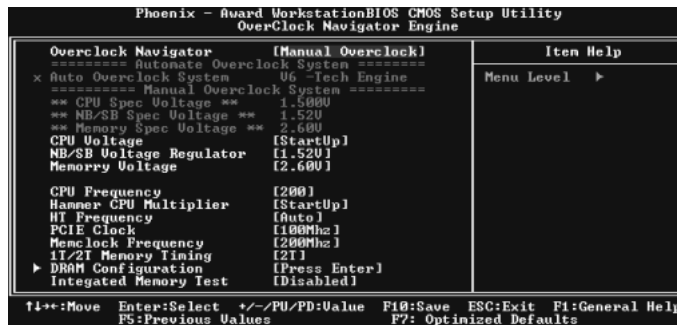 Phoenix – Award WorkstationBIOS CMOS Setup Utility
OverClock Navigator Engine
Overclock Navigator [Manual Overclock]
========= Automate Overclock System ========
x Auto Overclock System V6 -Tech Engine
========== Manual Overclock System =========
** CPU Spec Voltage ** 1.500V
** NB/SB Spec Voltage ** 1.52V
** Memory Spec Voltage ** 2.60V
CPU Voltage [StartUp]
NB/SB Voltage Regulator [1.52V]
Memorry Voltage [2.60V]
CPU Frequency [200]
Hammer CPU Multiplier [StartUp]
HT Frequency [Auto]
PCIE Clock [100Mhz]
Memclock Frequency [200Mhz]
1T/2T Memory Timing [2T]
► DRAM Configuration [Press Enter]
Integated Memory Test [Disabled]
Item Help
Menu Level ►
↑↓→←:Move Enter:Select +/-/PU/PD:Value F10:Save ESC:Exit F1:General Help
F5:Previous Values F7: Optimized Defaults